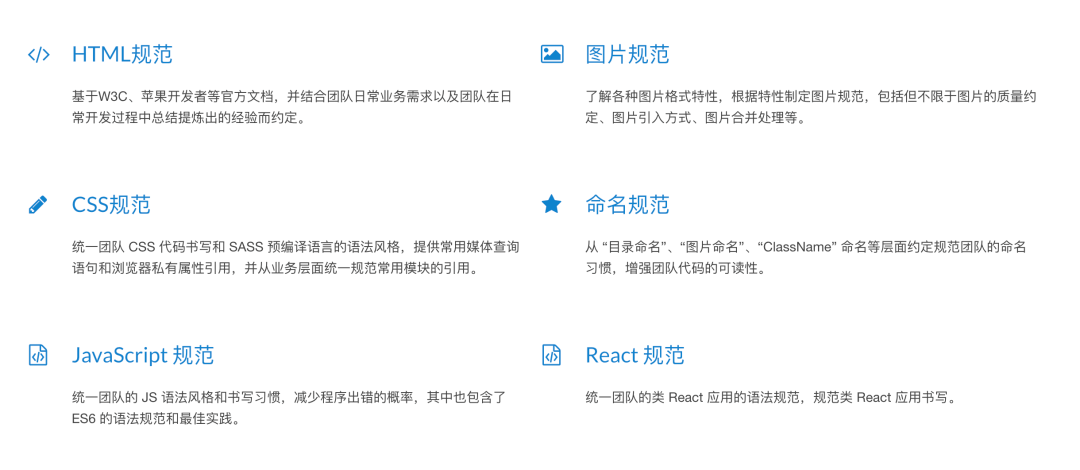 HTML规范
基于W3C、苹果开发者等官方文档，并结合团队日常业务需求以及团队在日
常开发过程中总结提炼出的经验而约定。
图片规范
了解各种图片格式特性，根据特性制定图片规范，包括但不限于图片的质量约
定、图片引入方式、图片合并处理等。
CSS规范
统一团队 CSS 代码书写和 SASS 预编译语言的语法风格，提供常用媒体查询
语句和浏览器私有属性引用，并从业务层面统一规范常用模块的引用。
命名规范
从 “目录命名”、“图片命名”、“ClassName” 命名等层面约定规范团队的命名
习惯，增强团队代码的可读性。
JavaScript 规范
统一团队的 JS 语法风格和书写习惯，减少程序出错的概率，其中也包含了
ES6 的语法规范和最佳实践。
React 规范
统一团队的类 React 应用的语法规范，规范类 React 应用书写。